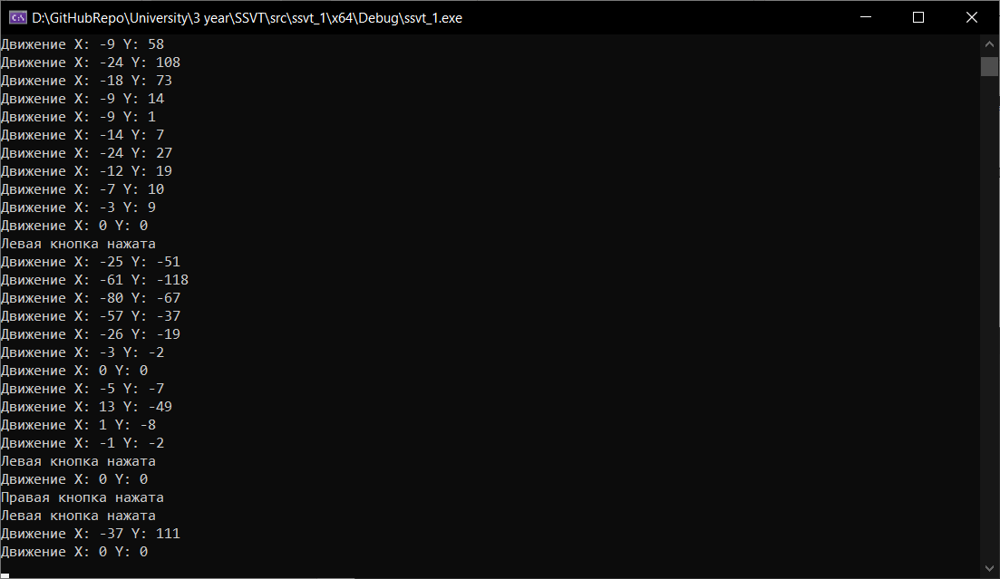 D:\GitHubRepo\University\3 year\SSVT\src\ssvt_1\x64\Debug\ssvt_1.exe
Движение X: -9 Y: 58
Движение X: -24 Y: 108
Движение X: -18 Y: 73
Движение X: -9 Y: 14
Движение X: -9 Y: 1
Движение X: -14 Y: 7
Движение X: -24 Y: 27
Движение X: -12 Y: 19
Движение X: -7 Y: 10
Движение X: -3 Y: 9
Движение X: 0 Y: 0
Левая кнопка нажата
Движение X: -25 Y: -51
Движение X: -61 Y: -118
Движение X: -80 Y: -67
Движение X: -57 Y: -37
Движение X: -26 Y: -19
Движение X: -3 Y: -2
Движение X: 0 Y: 0
Движение X: -5 Y: -7
Движение X: 13 Y: -49
Движение X: 1 Y: -8
Движение X: -1 Y: -2
Левая кнопка нажата
Движение X: 0 Y: 0
Правая кнопка нажата
Левая кнопка нажата
Движение X: -37 Y: 111
Движение X: 0 Y: 0